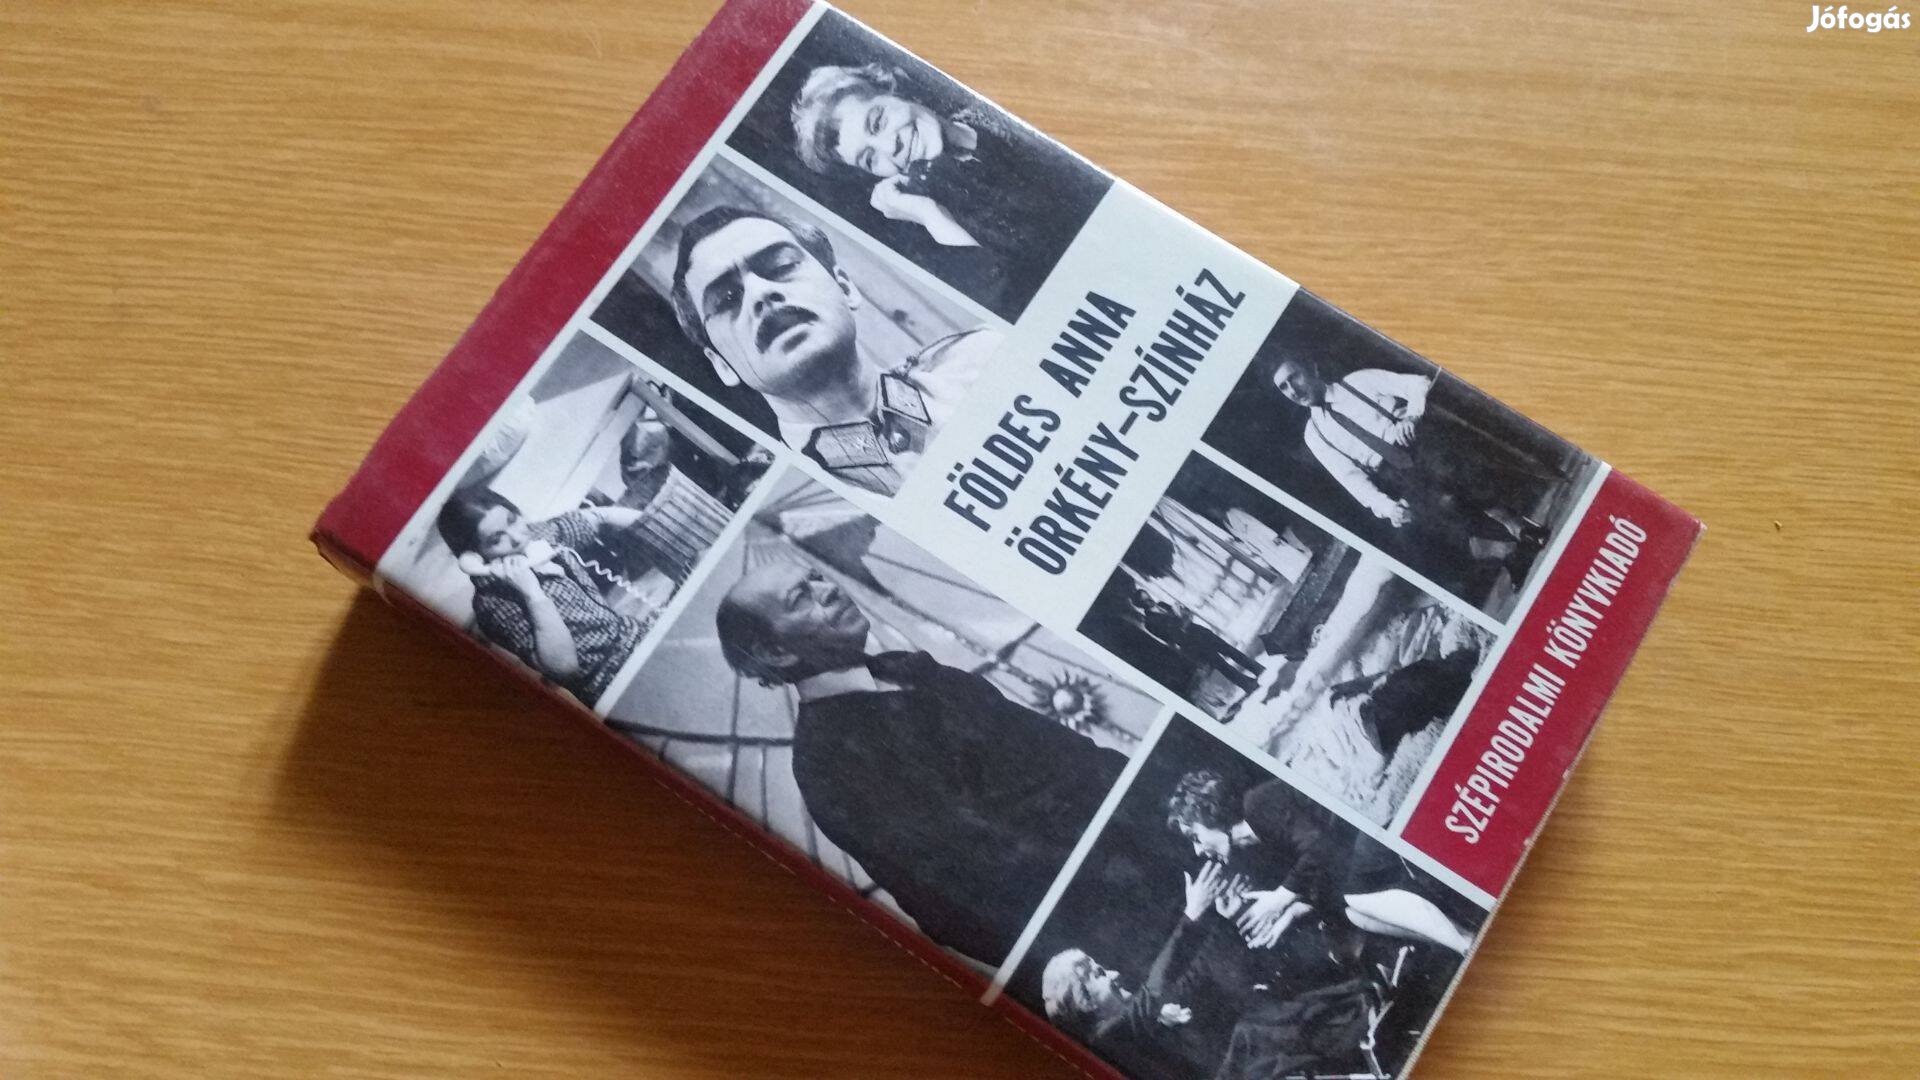 Jófogás
FÖLDES ANNA
ÖRKÉNY–SZÍNHÁZ
SZÉPIRODALMI KÖNYVKIADÓ